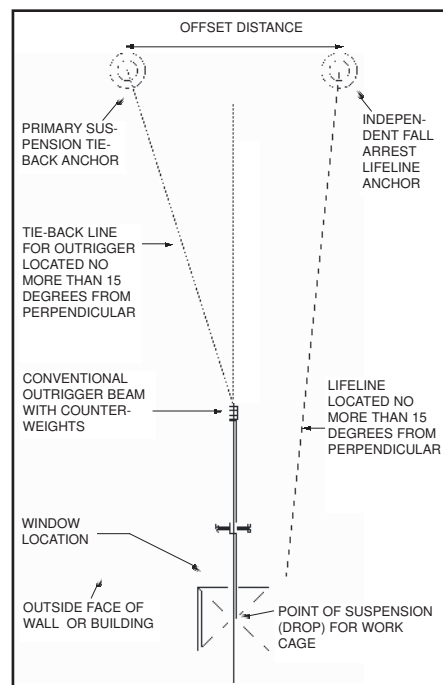 OFFSET DISTANCE
PRIMARY SUS-
PENSION TIE-
BACK ANCHOR
INDEPEN-
DENT FALL
ARREST
LIFELINE
ANCHOR
TIE-BACK LINE
FOR OUTRIGGER
LOCATED NO
MORE THAN 15
DEGREES FROM
PERPENDICULAR
CONVENTIONAL
OUTRIGGER BEAM
WITH COUNTER-
WEIGHTS
LIFELINE
LOCATED NO
MORE THAN 15
DEGREES FROM
PERPENDICULAR
WINDOW
LOCATION
OUTSIDE FACE OF
WALL OR BUILDING
POINT OF SUSPENSION
(DROP) FOR WORK
CAGE